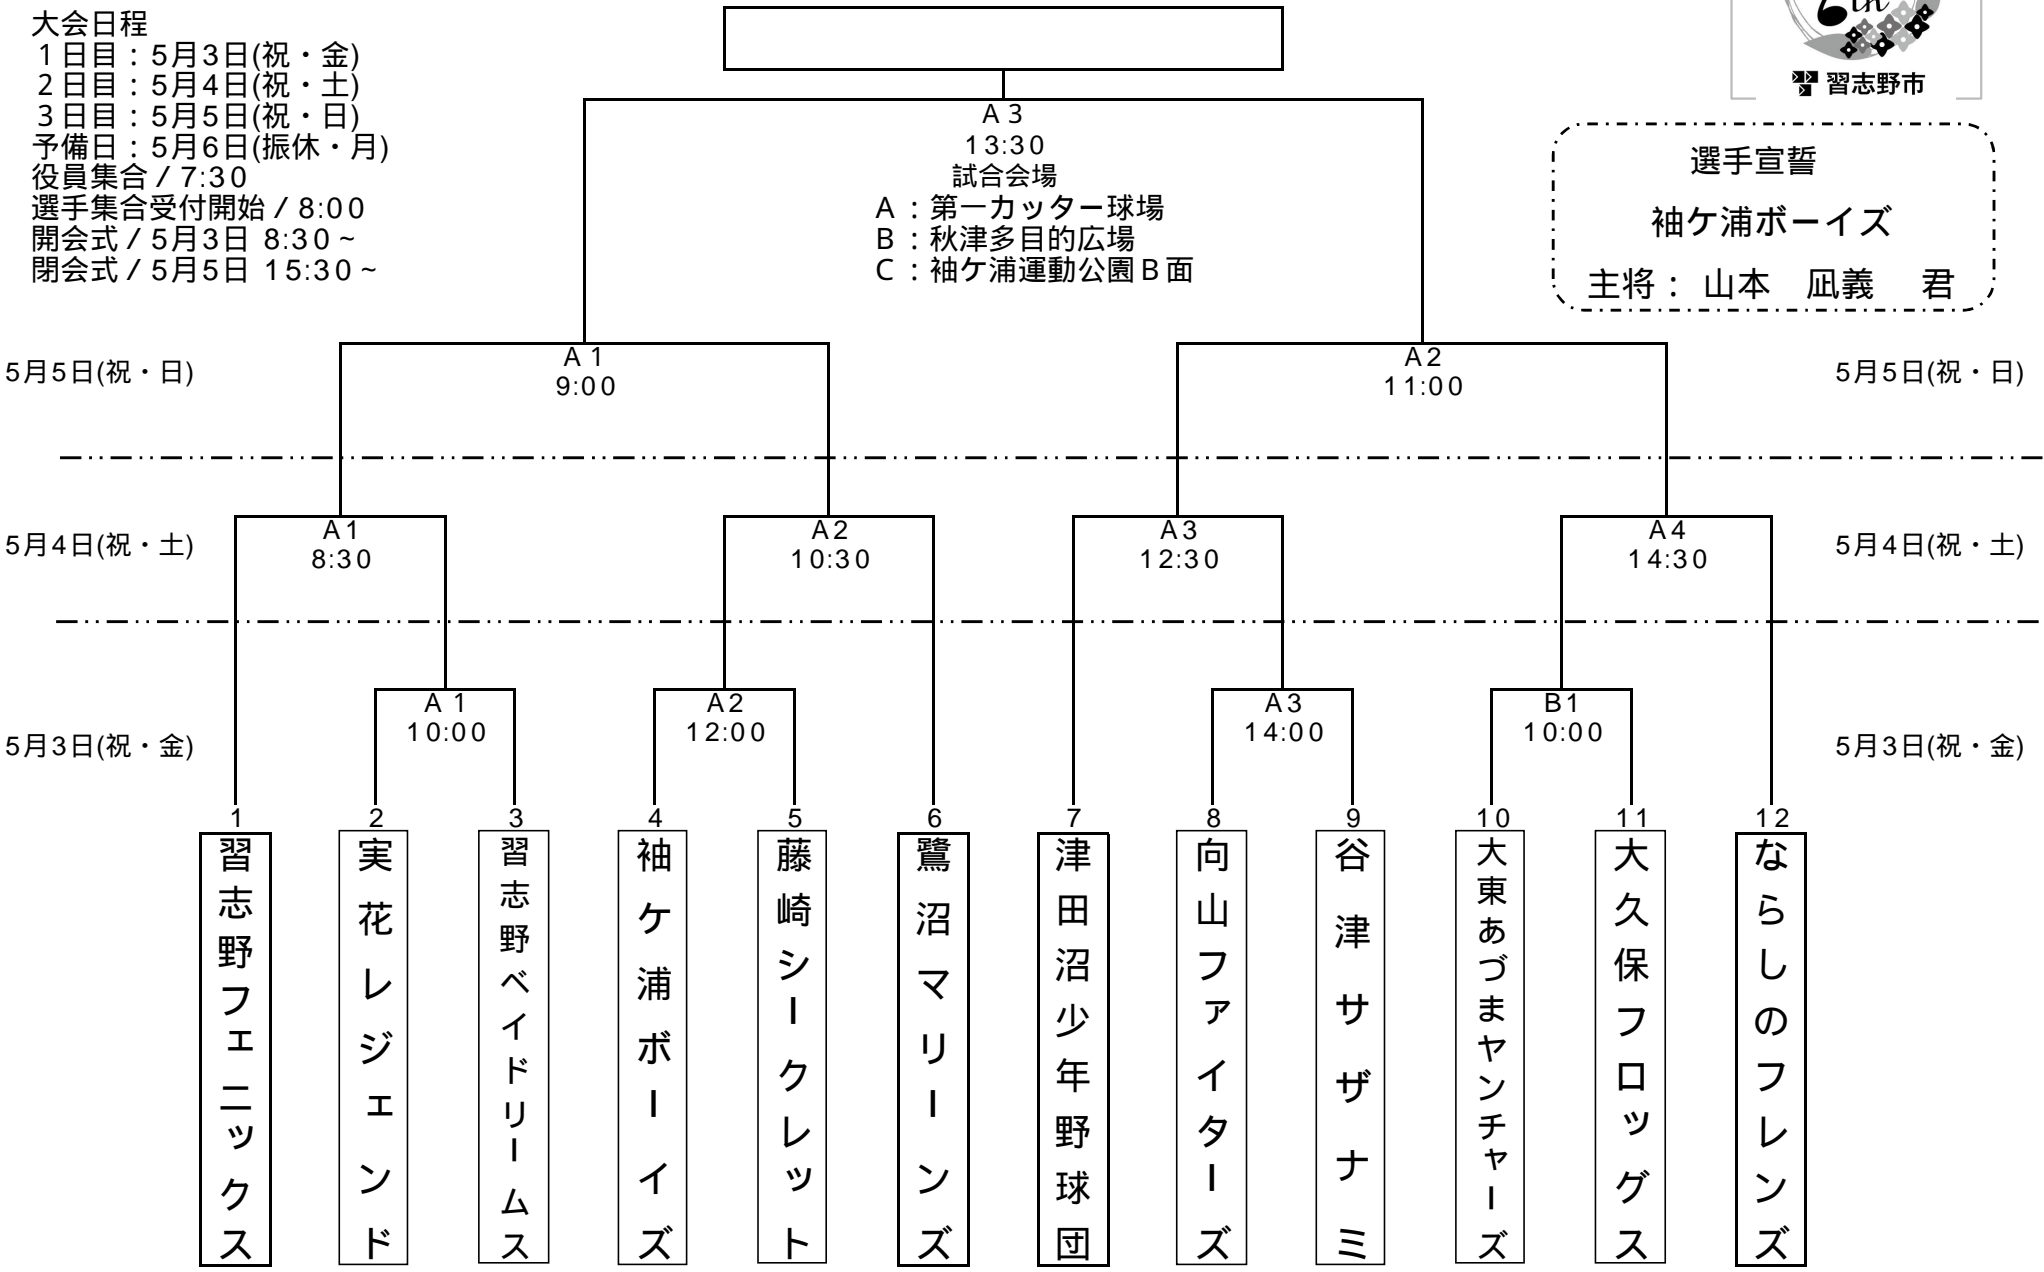 大会日程
1日目：5月3日(祝・金)
2日目：5月4日(祝・土)
3日目：5月5日(祝・日)
予備日：5月6日(振休・月)
役員集合／7:30
選手集合受付開始／8:00
開会式／5月3日 8:30～
閉会式／5月5日 15:30～
th
習志野市
A3
13:30
試合会場
A：第一カッター球場
B：秋津多目的広場
C：袖ケ浦運動公園B面
選手宣誓
袖ケ浦ボーイズ
主将： 山本 凪義 君
5月5日(祝・日)
A1
9:00
A2
11:00
5月5日(祝・日)
5月4日(祝・土)
A1
8:30
A2
10:30
A3
12:30
A4
14:30
5月4日(祝・土)
5月3日(祝・金)
A1
10:00
A2
12:00
A3
14:00
B1
10:00
5月3日(祝・金)
1
習志野フェニックス
2
実花レジェンド
3
習志野ベイドリームス
4
袖ケ浦ボーイズ
5
藤崎シークレット
6
鷺沼マリーンズ
7
津田沼少年野球団
8
向山ファイターズ
9
谷津サザナミ
10
大東あづまヤンチャーズ
11
大久保フロッグス
12
ならしのフレンズ